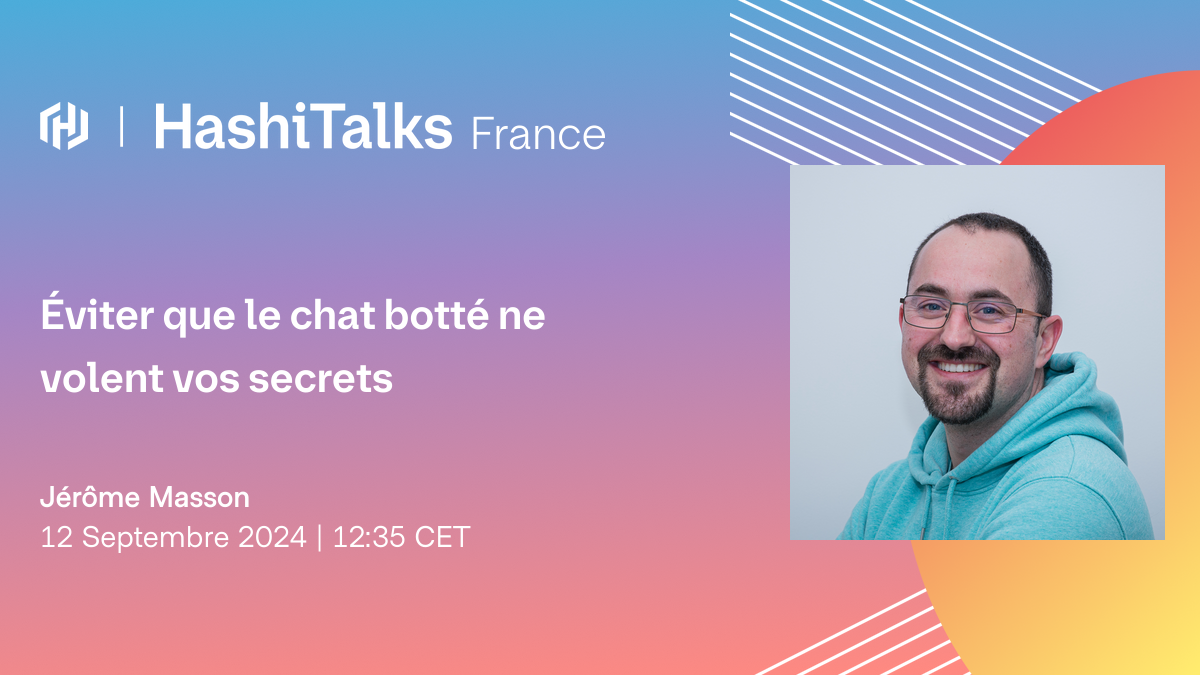 HashiTalks France
Éviter que le chat botté ne
volent vos secrets
Jérôme Masson
12 Septembre 2024 | 12:35 CET